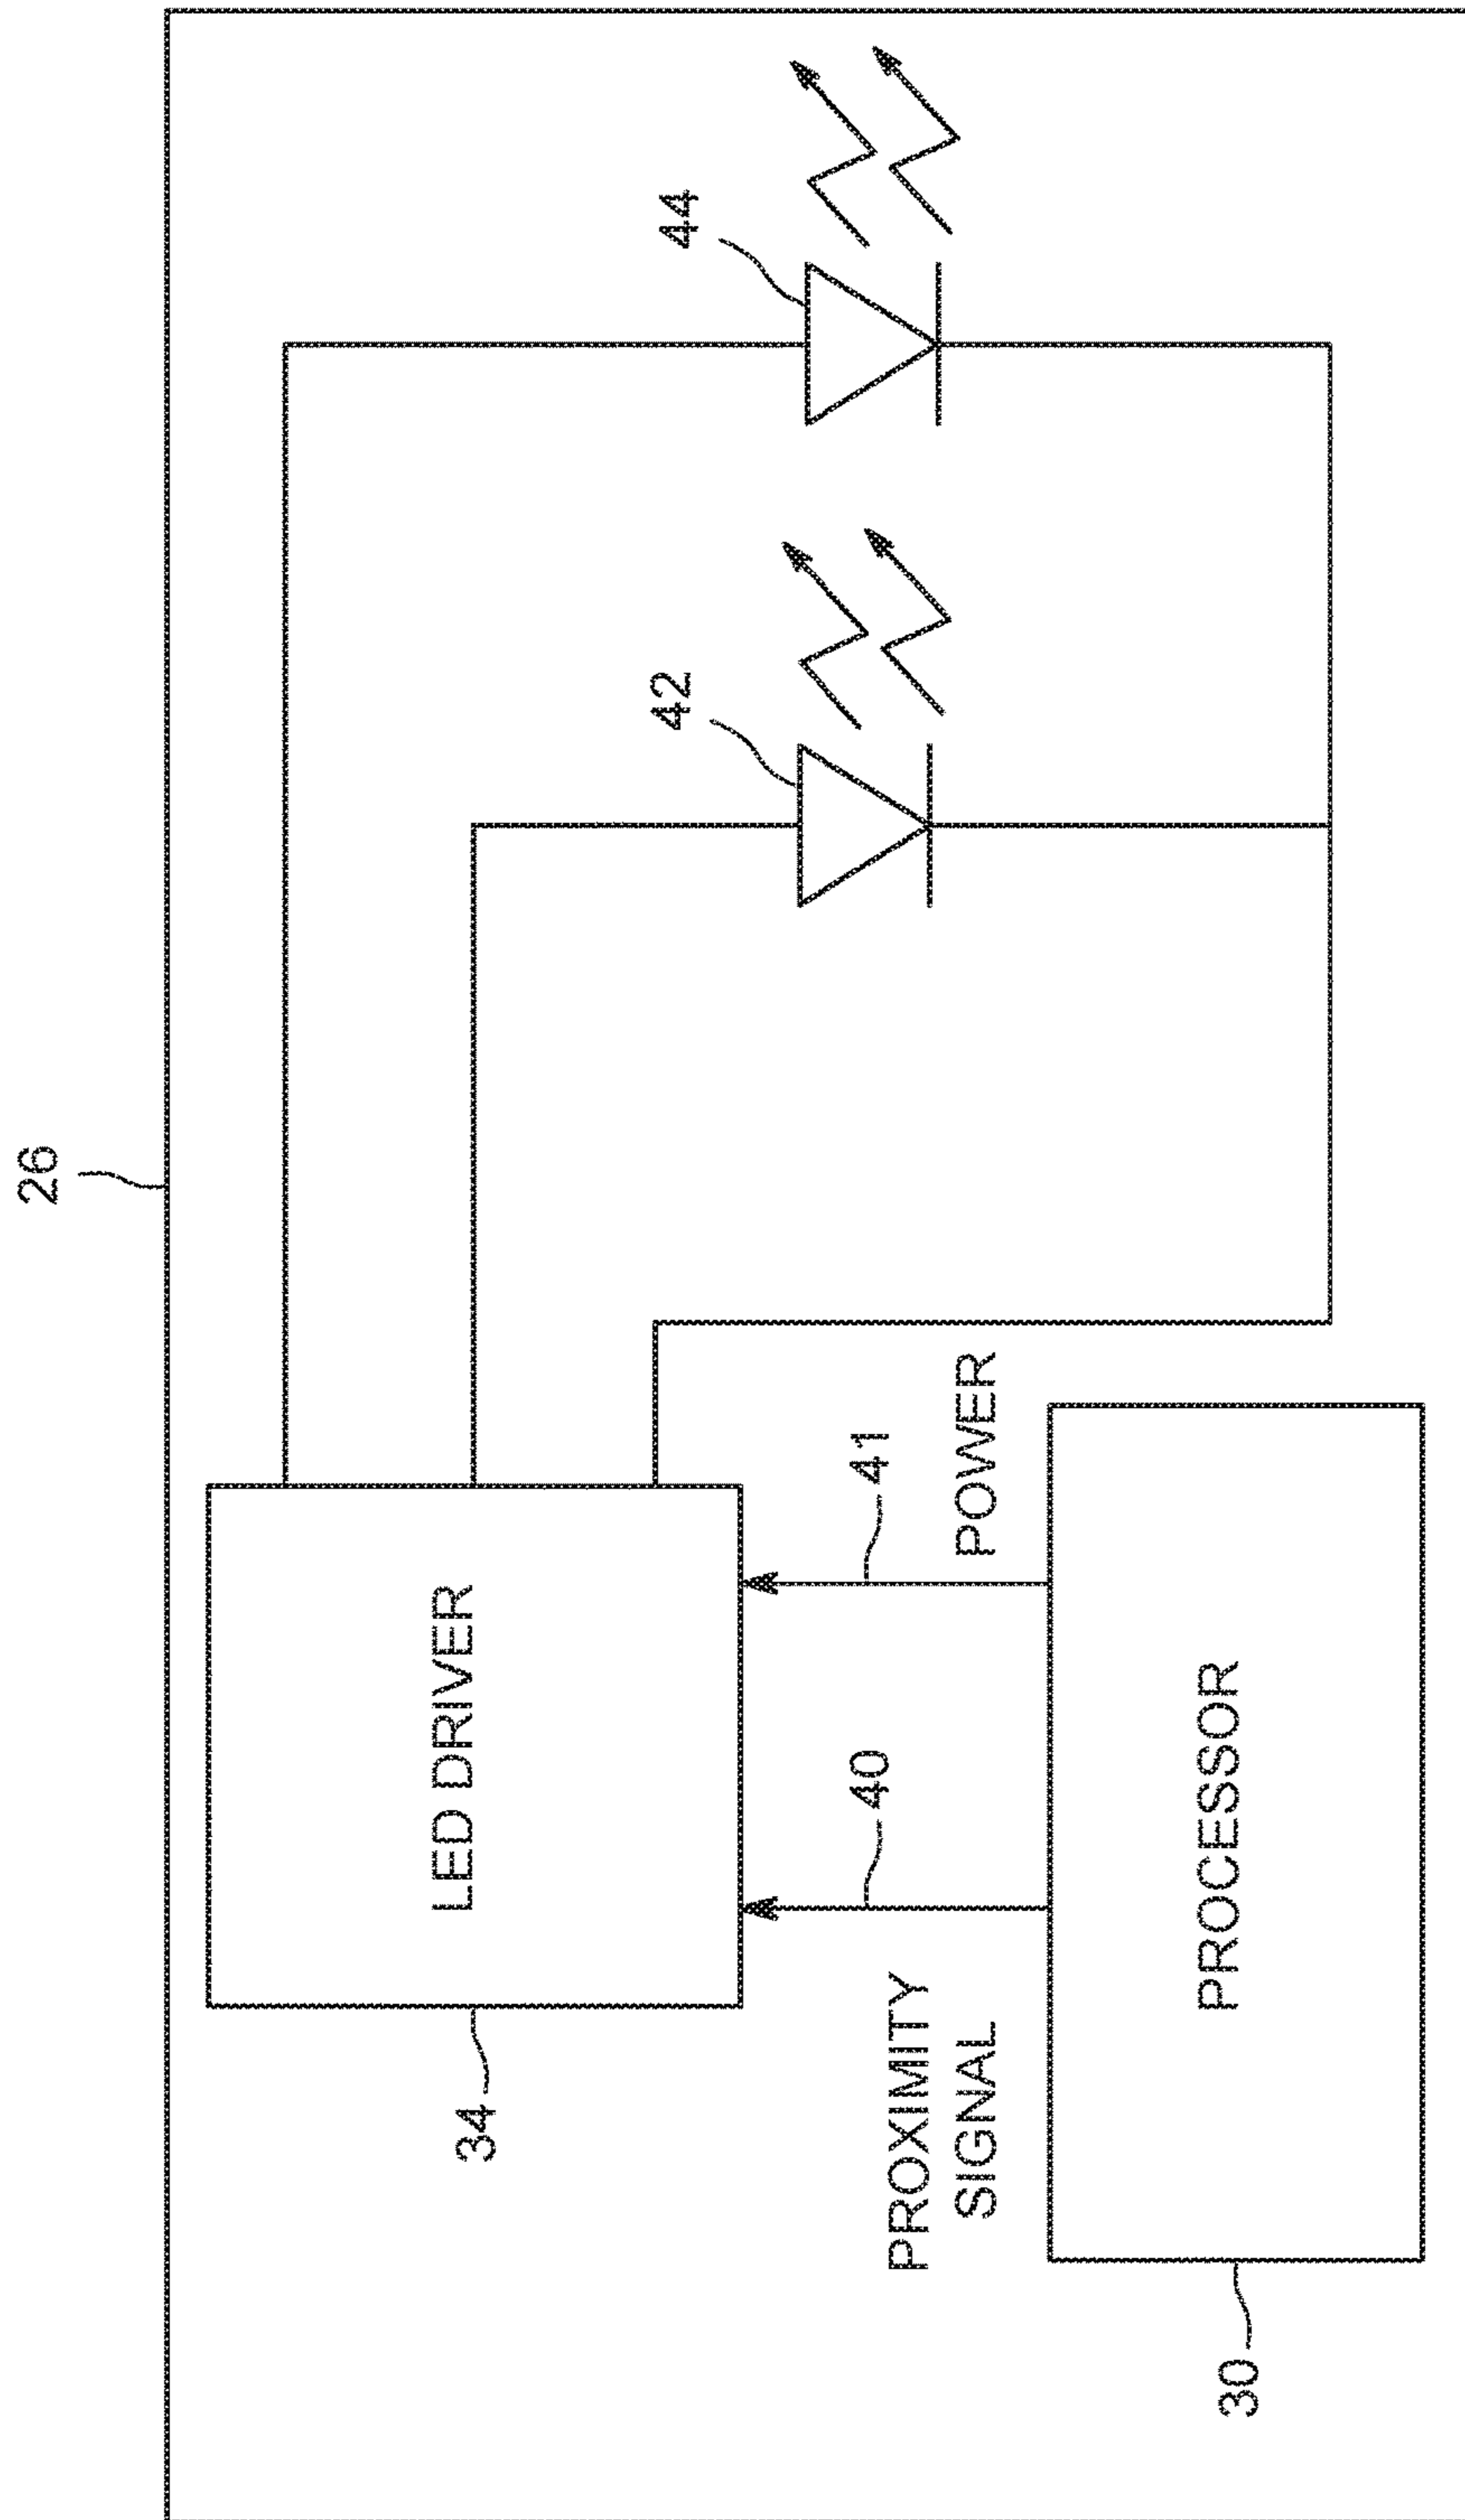 26
44
42
LED DRIVER
34
40
41
PROXIMITY
SIGNAL
POWER
PROCESSOR
30